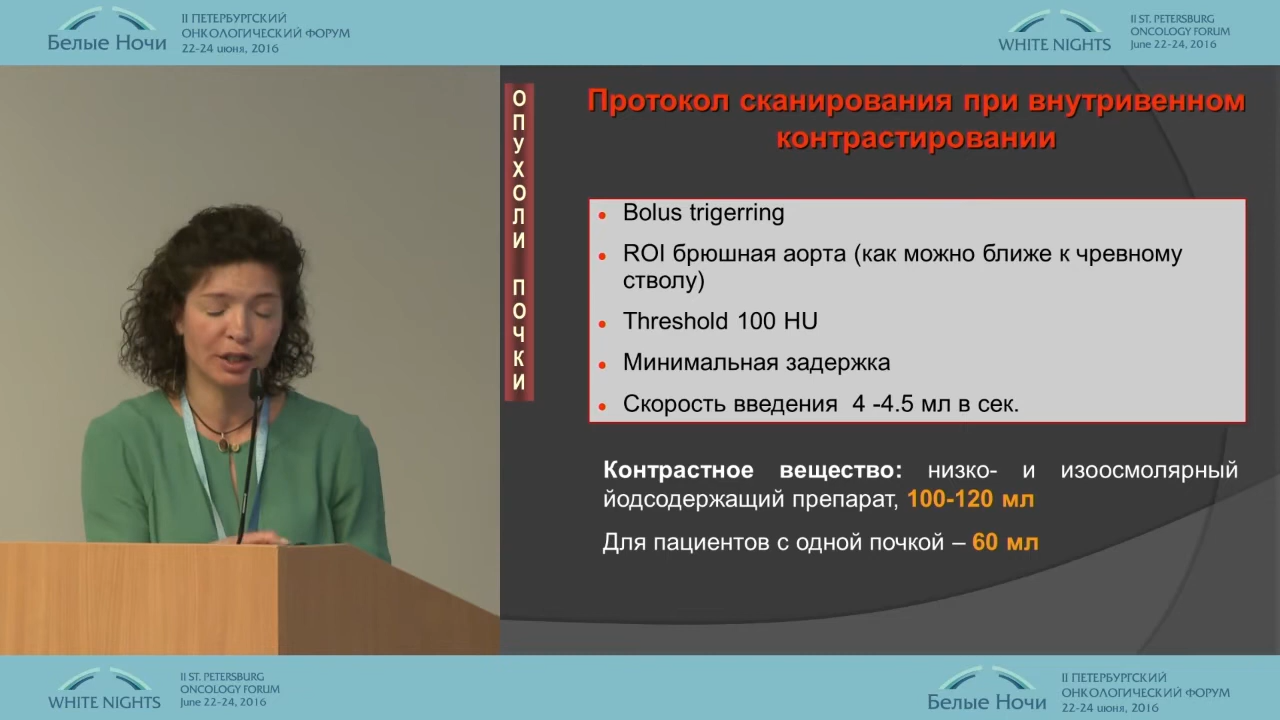 Белые Ночи
II ПЕТЕРБУРГСКИЙ
ОНКОЛОГИЧЕСКИЙ ФОРУМ
22-24 июня, 2016
WHITE NIGHTS
II ST. PETERSBURG
ONCOLOGY FORUM
June 22-24, 2016
ОПУХОЛИ ПОЧКИ
Протокол сканирования при внутривенном
контрастировании
• Bolus trigerring
• ROI брюшная аорта (как можно ближе к чревному
стволу)
• Threshold 100 HU
• Минимальная задержка
• Скорость введения 4 -4.5 мл в сек.
Контрастное вещество: низко- и изоосмолярный
йодсодержащий препарат, 100-120 мл
Для пациентов с одной почкой – 60 мл
WHITE NIGHTS
II ST. PETERSBURG
ONCOLOGY FORUM
June 22-24, 2016
Белые Ночи
II ПЕТЕРБУРГСКИЙ
ОНКОЛОГИЧЕСКИЙ ФОРУМ
22-24 июня, 2016